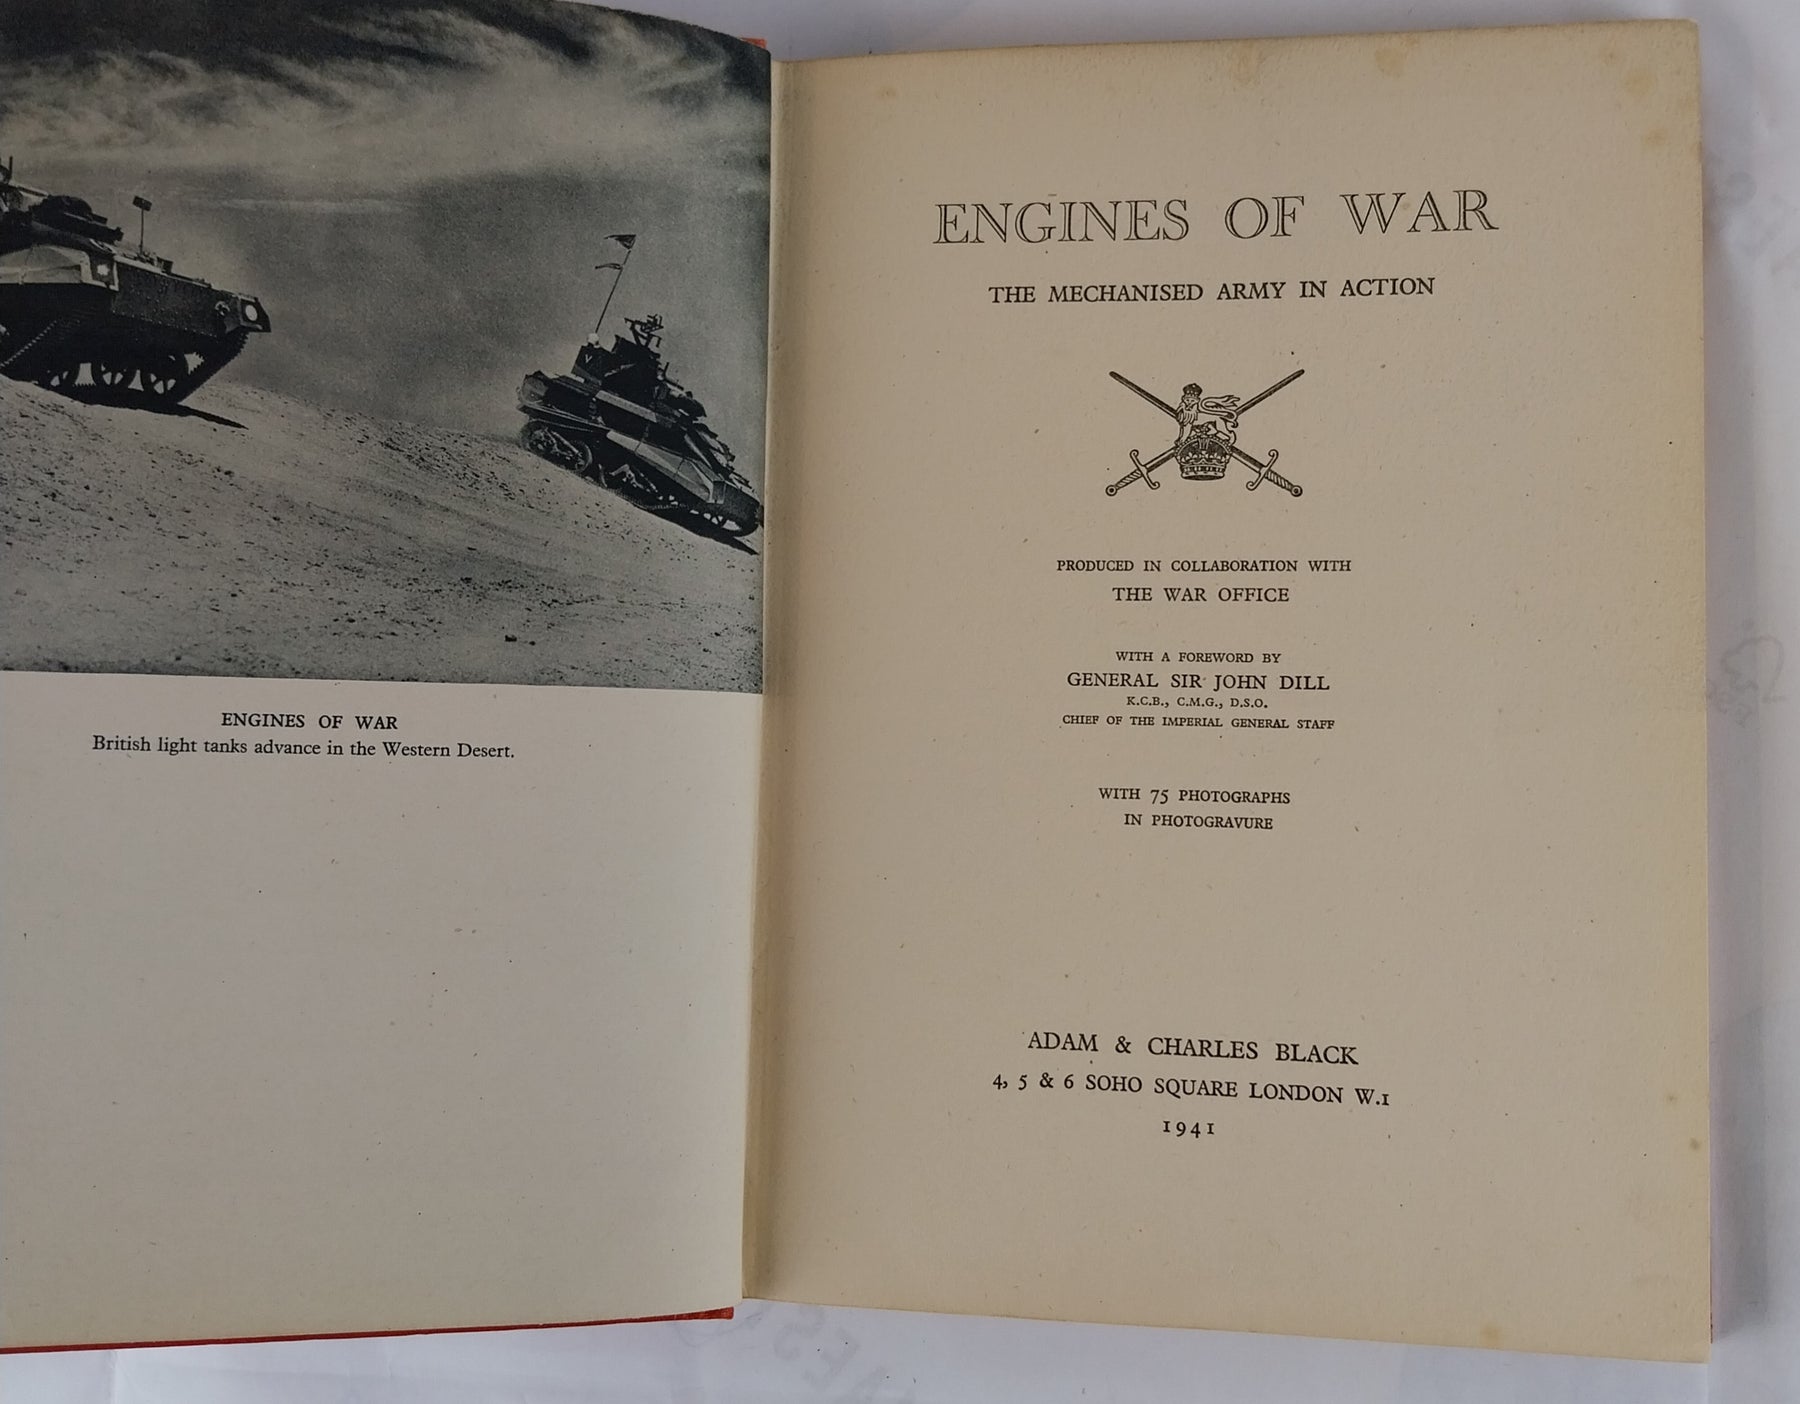 ENGINES OF WAR
British light tanks advance in the Western Desert.
ENGINES OF WAR
THE MECHANISED ARMY IN ACTION
PRODUCED IN COLLABORATION WITH
THE WAR OFFICE
WITH A FOREWORD BY
GENERAL SIR JOHN DILL
K.C.B., C.M.G., D.S.O.
CHIEF OF THE IMPERIAL GENERAL STAFF
WITH 75 PHOTOGRAPHS
IN PHOTOGRAVURE
ADAM & CHARLES BLACK
4, 5 & 6 SOHO SQUARE LONDON W.1
1941